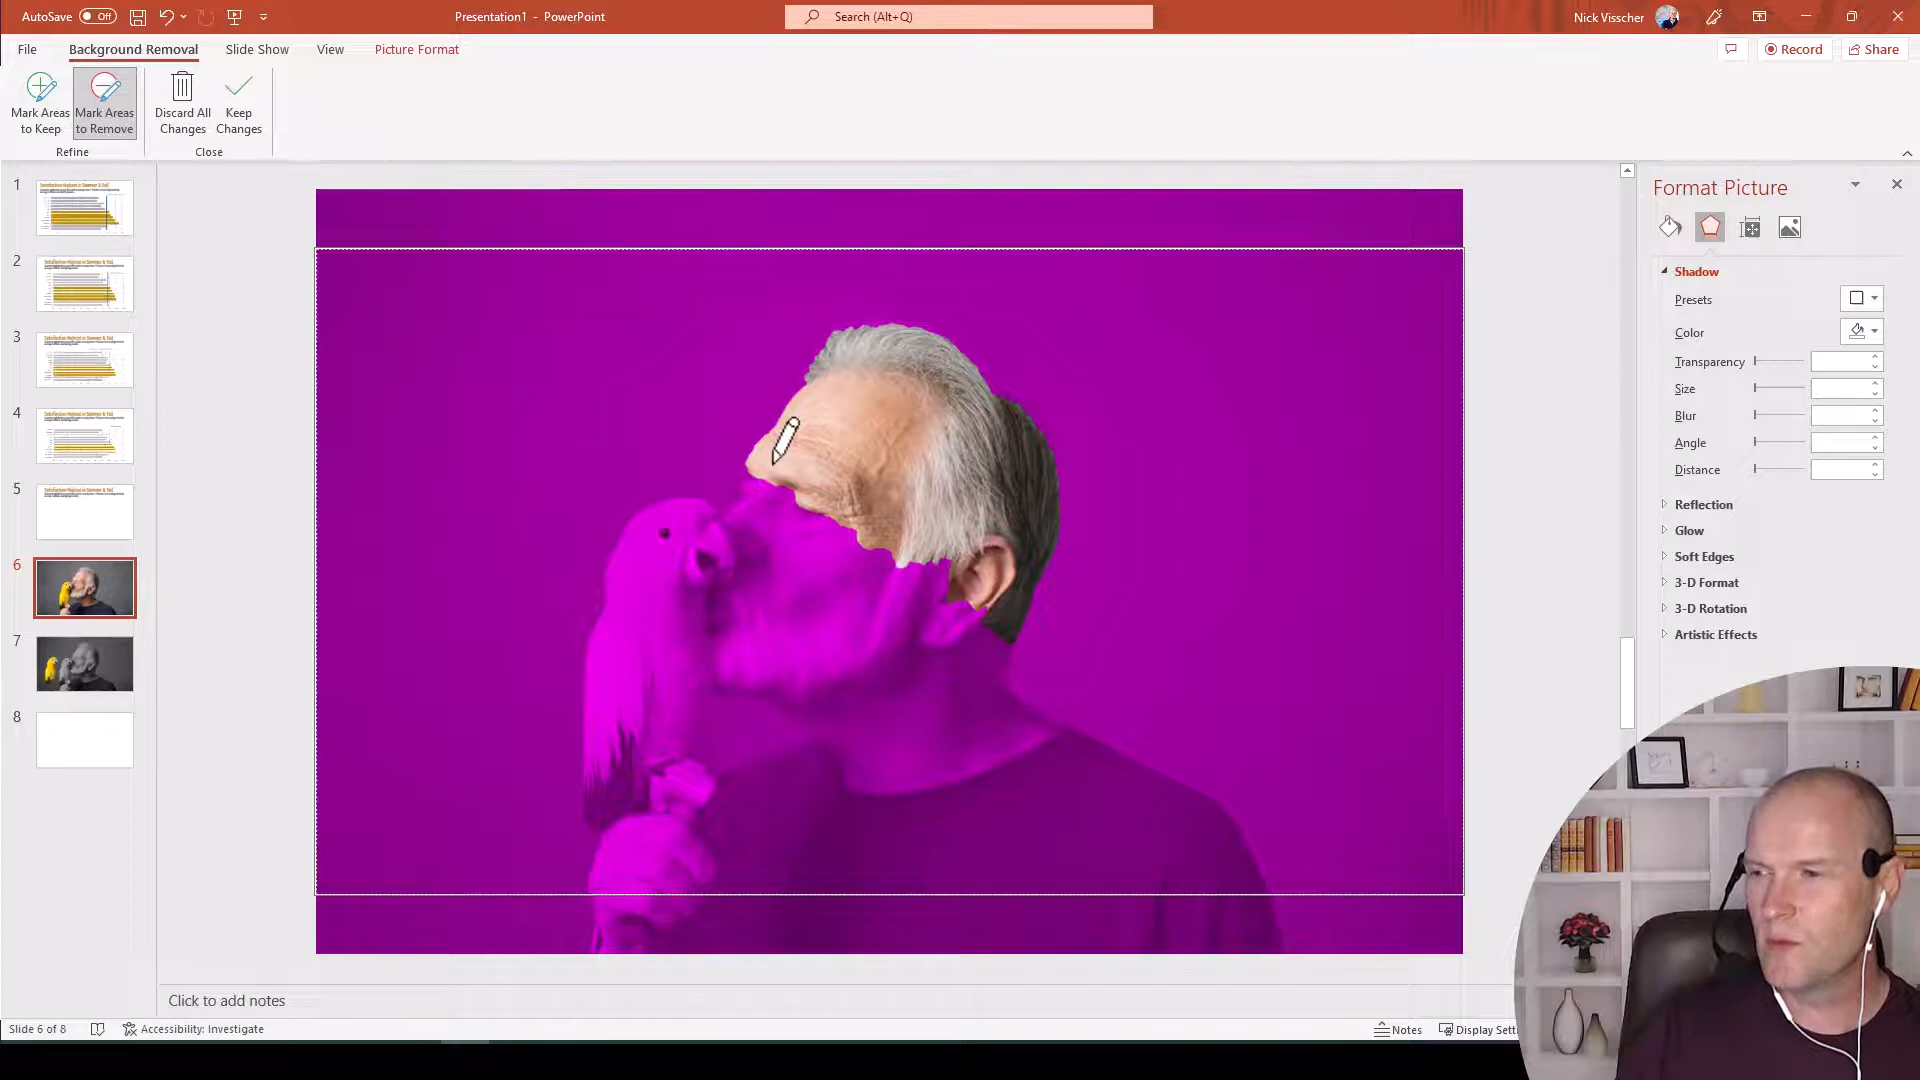 AutoSave Off
Presentation1 - PowerPoint
Search (Alt+Q)
Nick Visscher
File
Background Removal
Slide Show
View
Picture Format
Record
Share
Mark Areas to Keep
Mark Areas to Remove
Discard All Changes
Keep Changes
Refine
Close
1
2
3
4
5
6
7
8
Format Picture
Shadow
Presets
Color
Transparency
Size
Blur
Angle
Distance
Reflection
Glow
Soft Edges
3-D Format
3-D Rotation
Artistic Effects
Click to add notes
Slide 6 of 8
Accessibility: Investigate
Notes
Display Setti